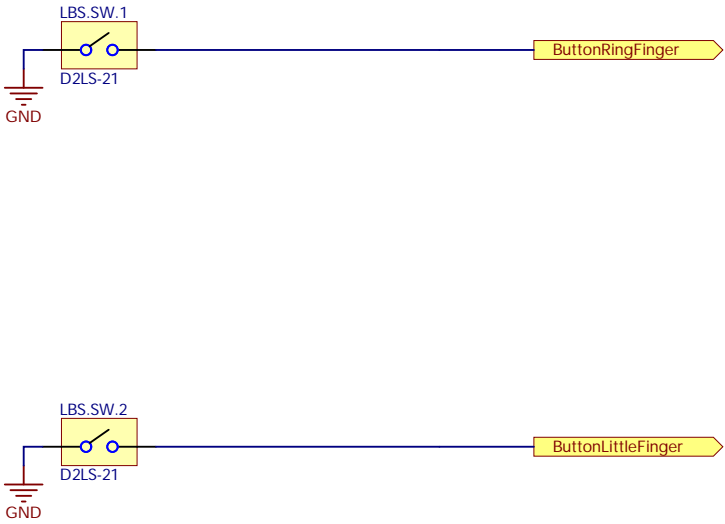 LBS.SW.1
ButtonRingFinger
D2LS-21
GND
LBS.SW.2
ButtonLittleFinger
D2LS-21
GND